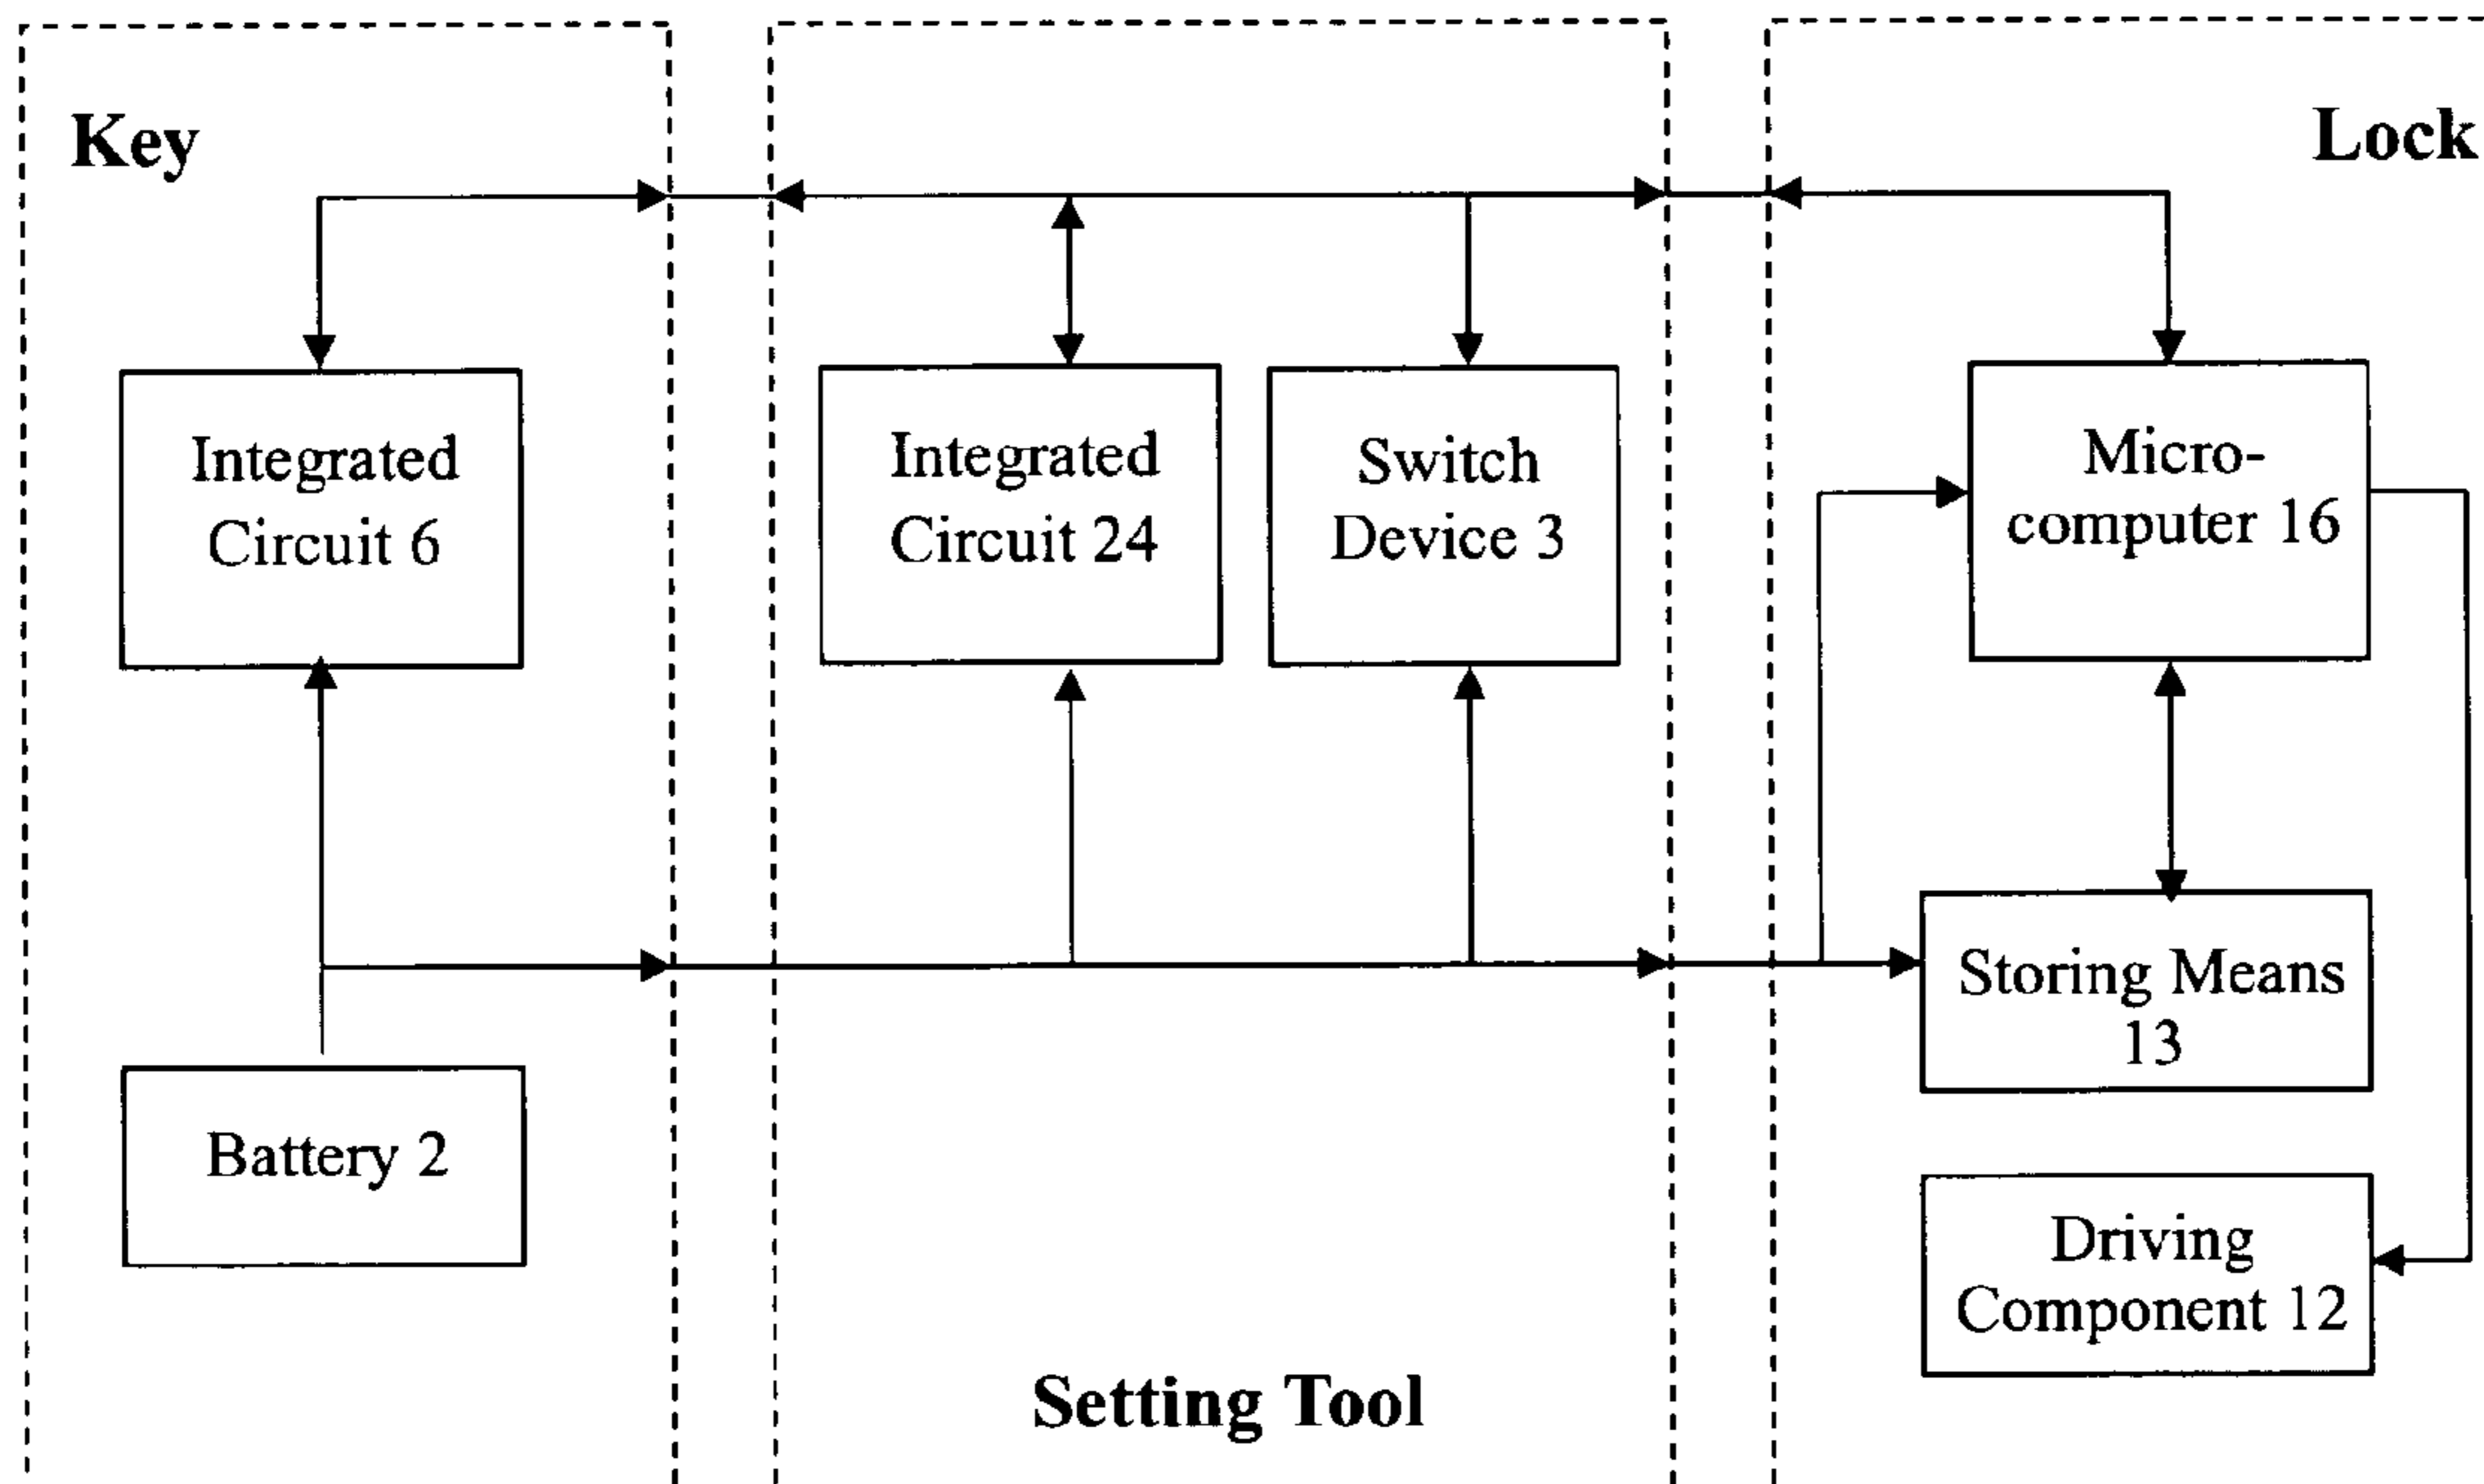 Key
Lock
Integrated
Circuit 6
Integrated
Circuit 24
Switch
Device 3
Micro-
computer 16
Storing Means
13
Battery 2
Driving
Component 12
Setting Tool